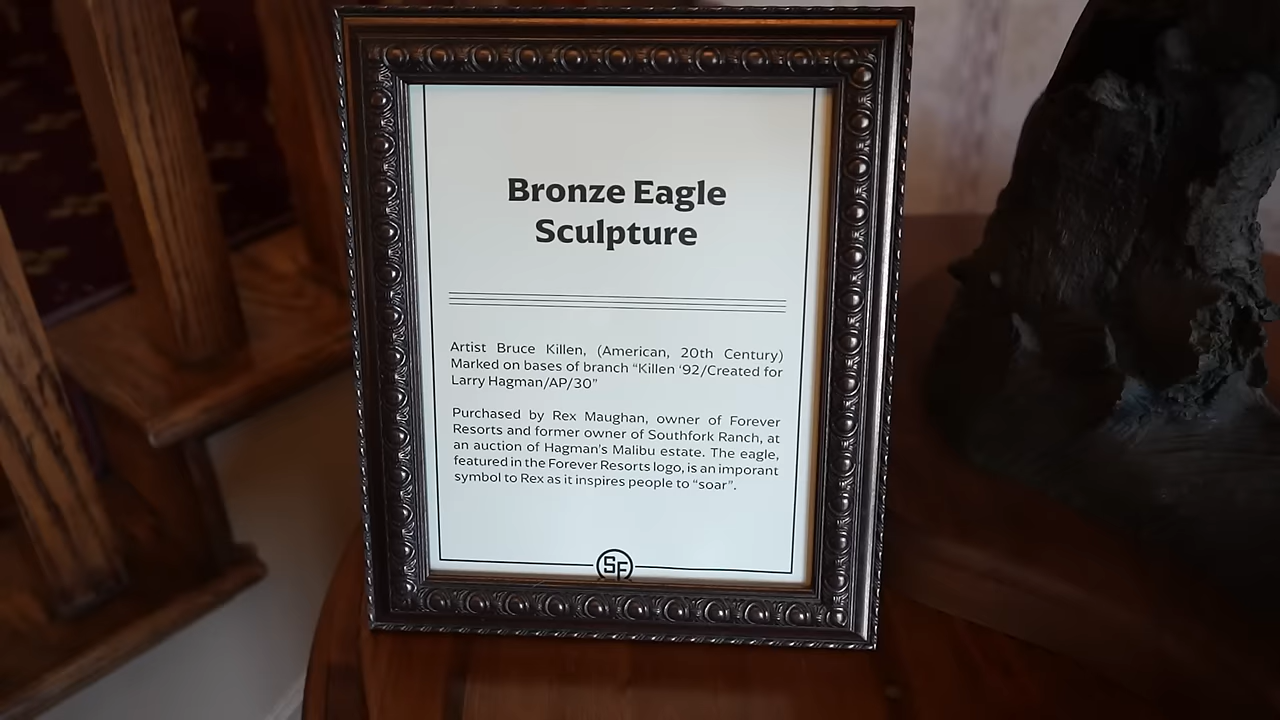 Bronze Eagle
Sculpture
Artist Bruce Killen, (American, 20th Century)
Marked on bases of branch “Killen ‘92/Created for
Larry Hagman/AP/30”
Purchased by Rex Maughan, owner of Forever
Resorts and former owner of Southfork Ranch, at
an auction of Hagman’s Malibu estate. The eagle,
featured in the Forever Resorts logo, is an imporant
symbol to Rex as it inspires people to “soar”.
SF